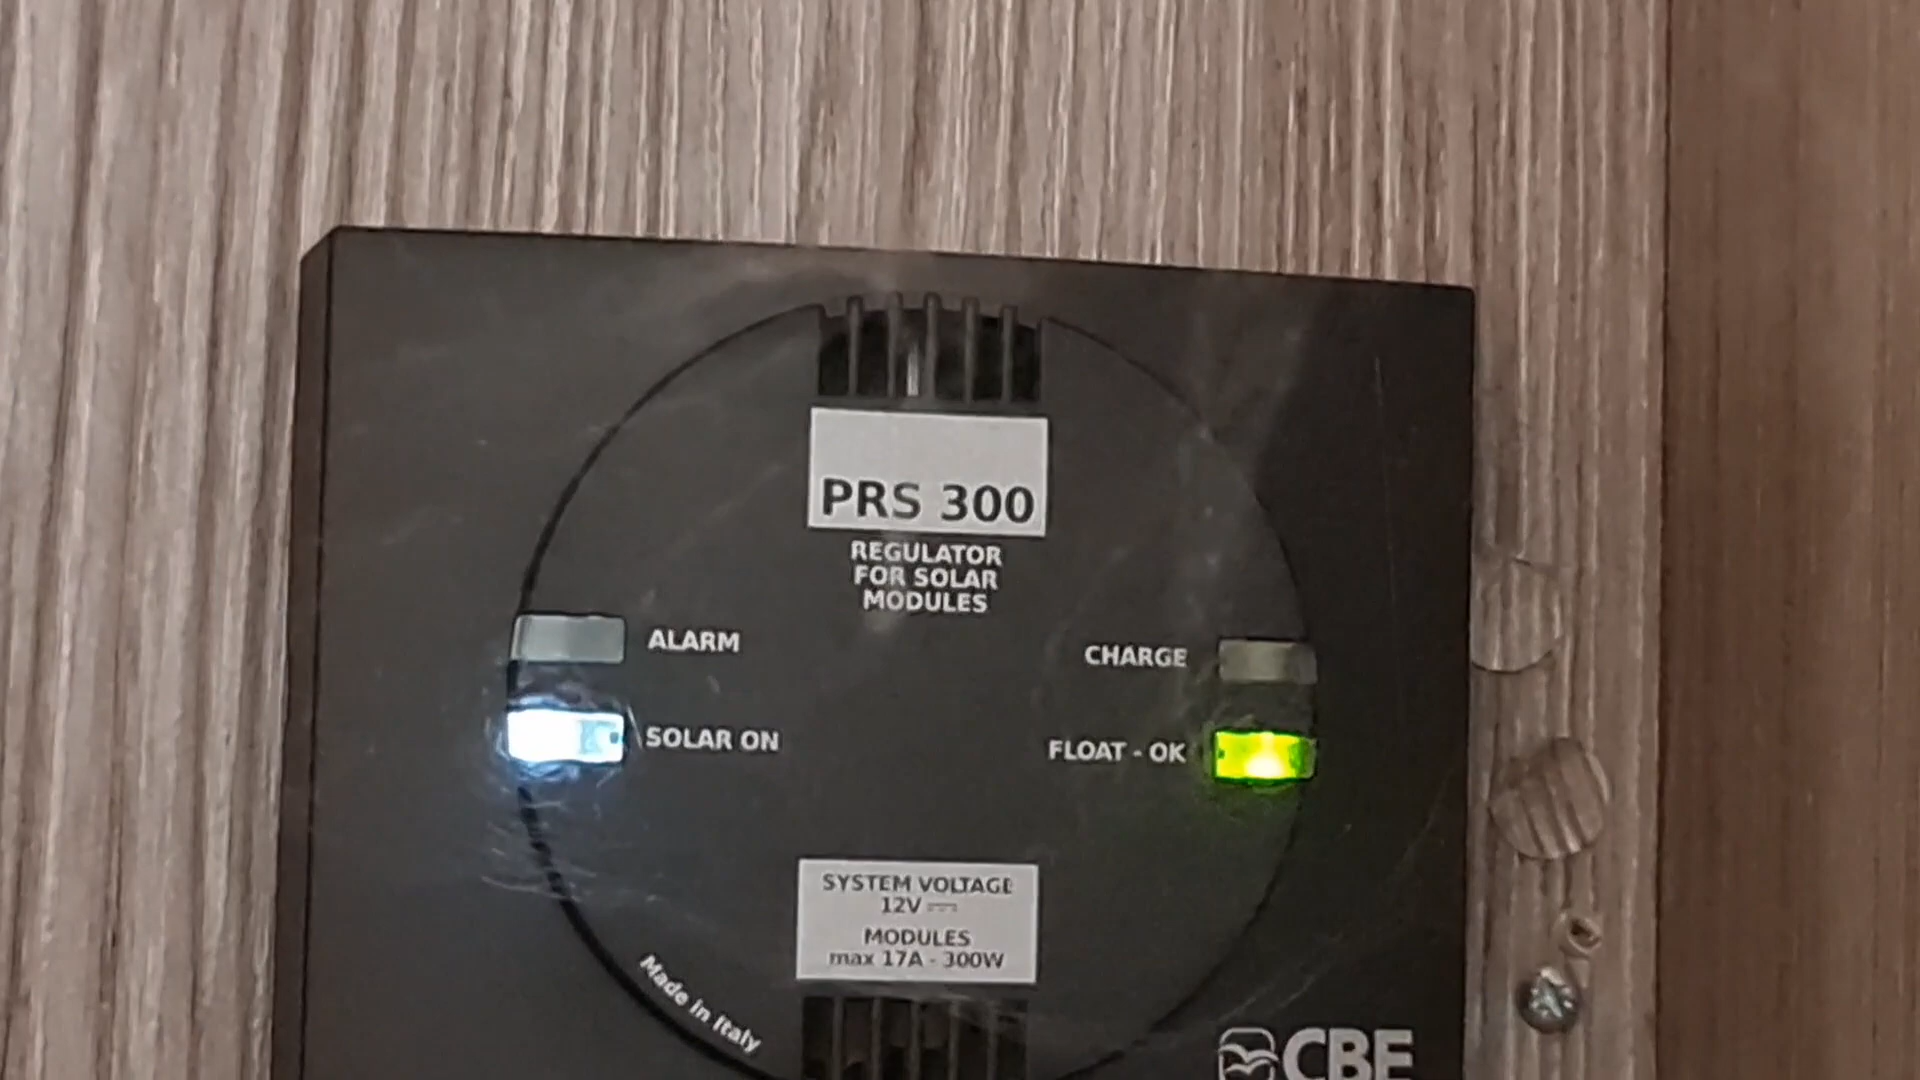 PRS 300
REGULATOR
FOR SOLAR
MODULES
ALARM
CHARGE
SOLAR ON
FLOAT - OK
SYSTEM VOLTAGE
12V ⎓
MODULES
max 17A - 300W
Made in Italy
CBE